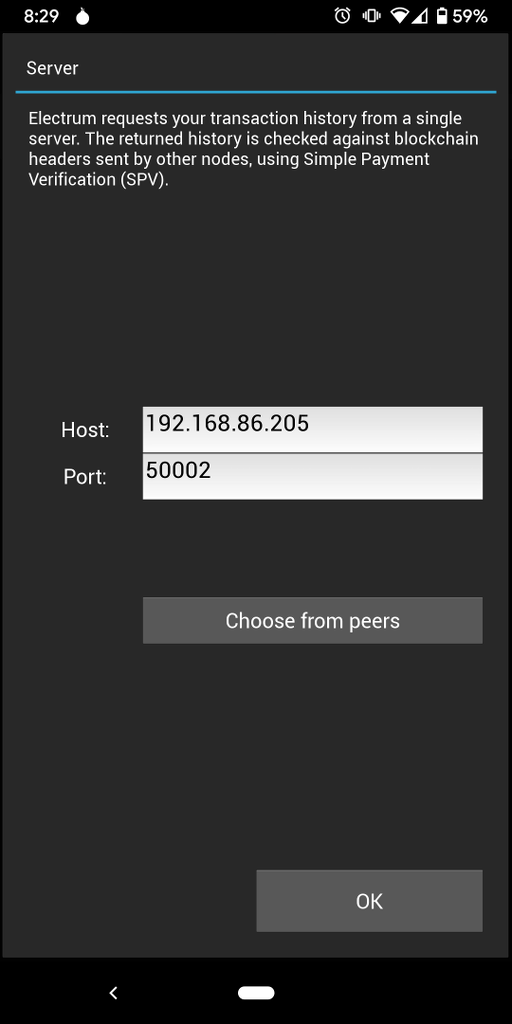 8:29 59%
Server
Electrum requests your transaction history from a single
server. The returned history is checked against blockchain
headers sent by other nodes, using Simple Payment
Verification (SPV).
Host: 192.168.86.205
Port: 50002
Choose from peers
OK